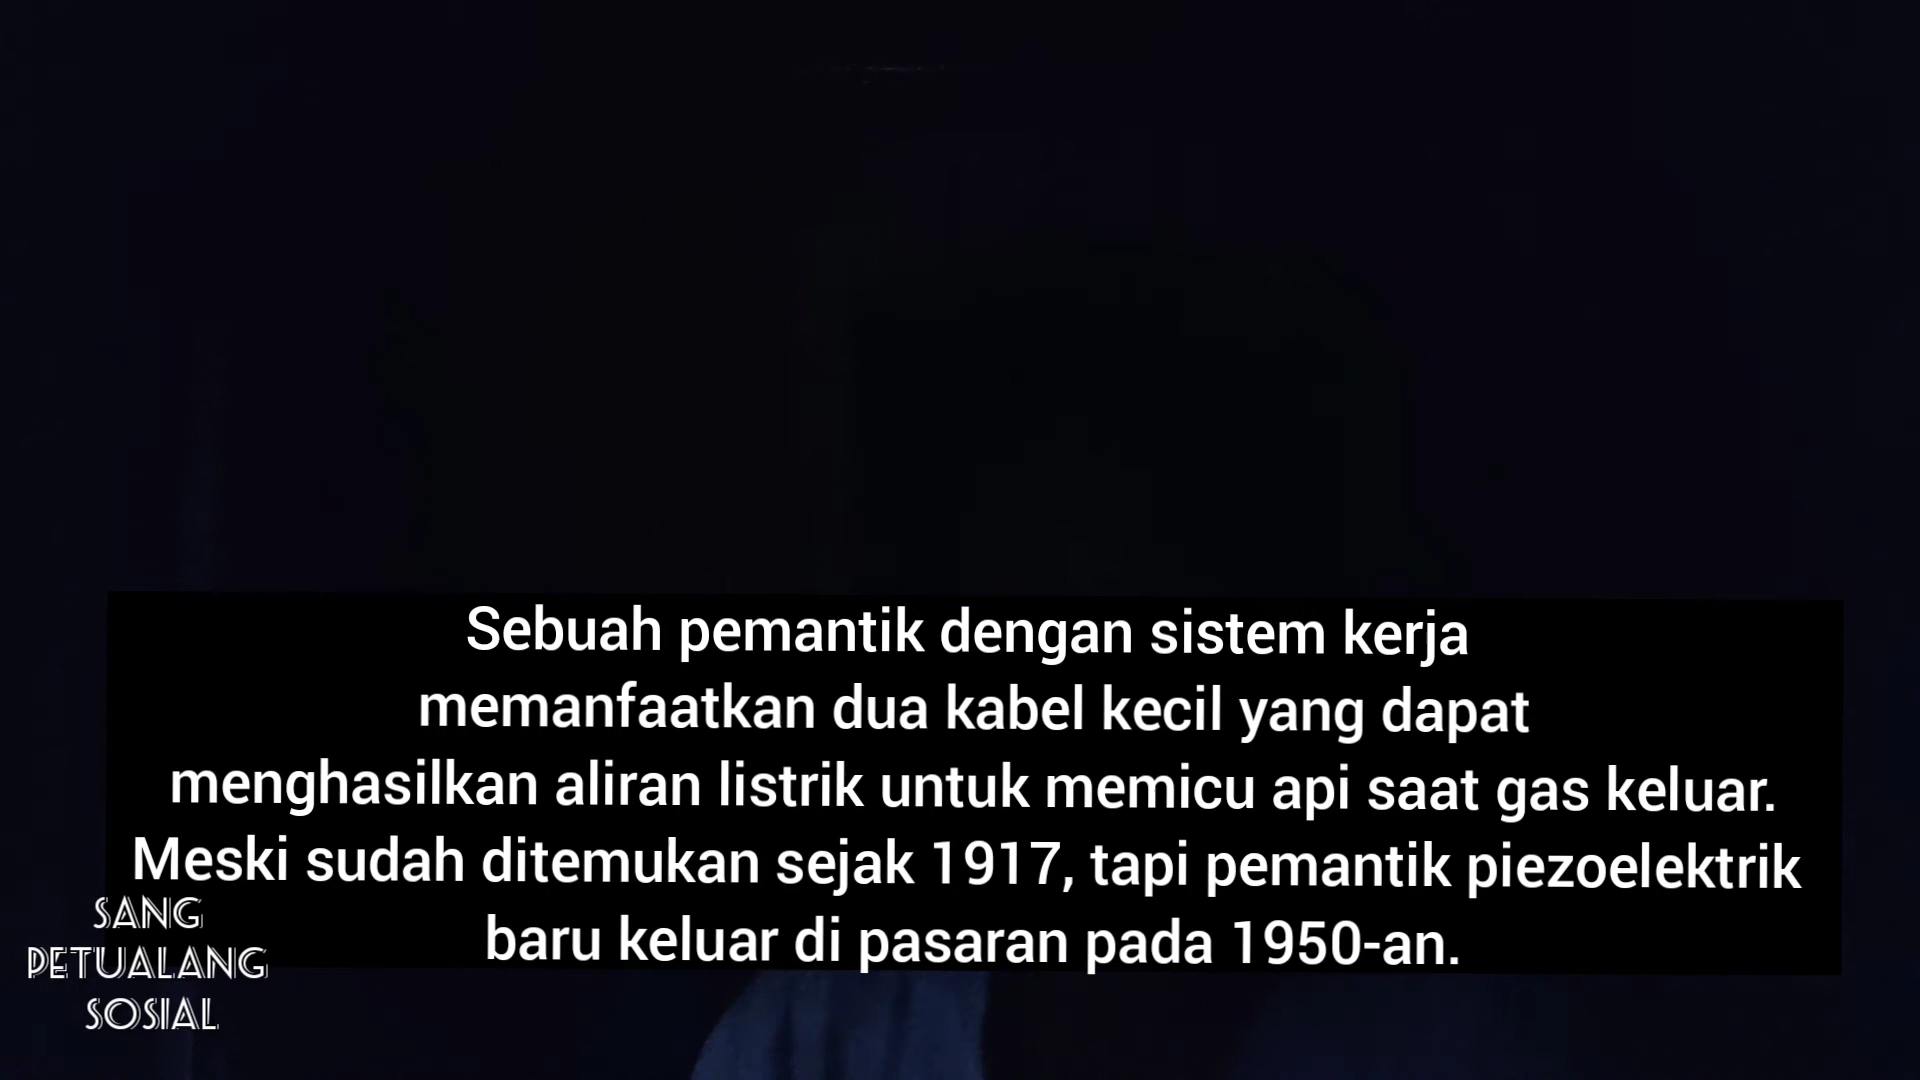 Sebuah pemantik dengan sistem kerja
memanfaatkan dua kabel kecil yang dapat
menghasilkan aliran listrik untuk memicu api saat gas keluar.
Meski sudah ditemukan sejak 1917, tapi pemantik piezoelektrik
baru keluar di pasaran pada 1950-an.
SANG
PETUALANG
SOSIAL